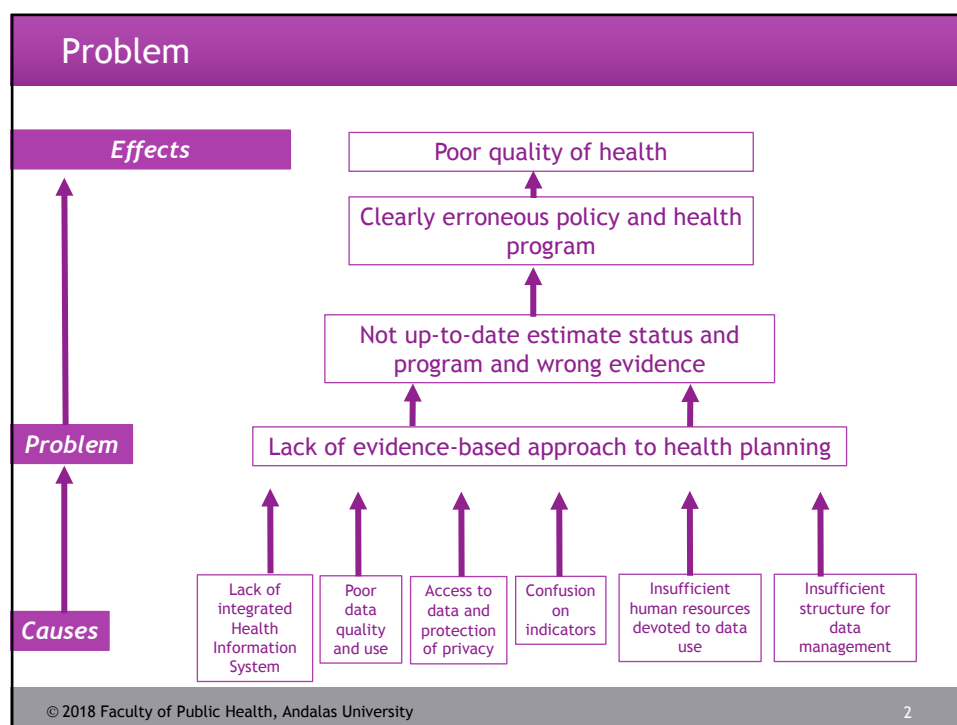 Problem
Effects
Poor quality of health
Clearly erroneous policy and health
program
Not up-to-date estimate status and
program and wrong evidence
Problem
Lack of evidence-based approach to health planning
Causes
Lack of
integrated
Health
Information
System
Poor
data
quality
and use
Access to
data and
protection
of privacy
Confusion
on
indicators
Insufficient
human resources
devoted to data
use
Insufficient
structure for
data
management
© 2018 Faculty of Public Health, Andalas University
2